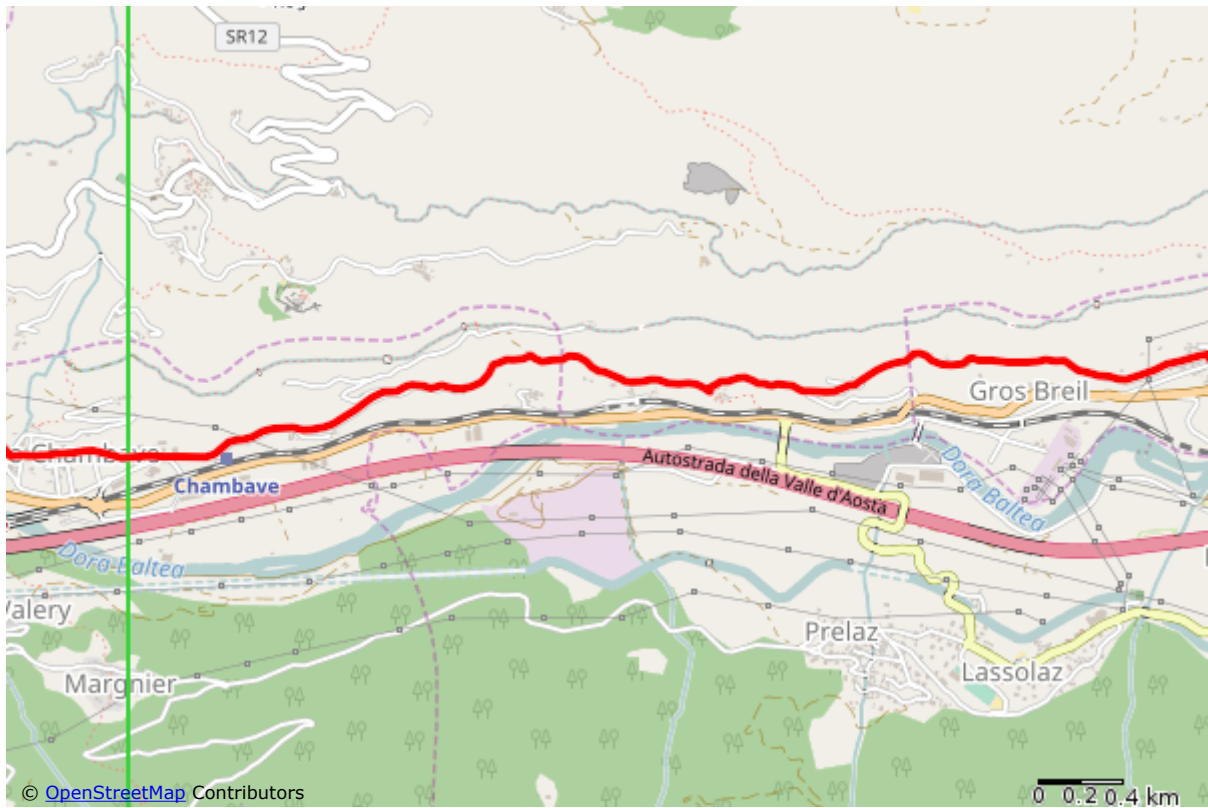 SR12
Gros Breil
Chambave
Chambave
Autostrada della Valle d'Aosta
Dora Baltea
Dora Baltea
Valery
Prelaz
Margnier
Lassolaz
0 0.2 0.4 km
© OpenStreetMap Contributors